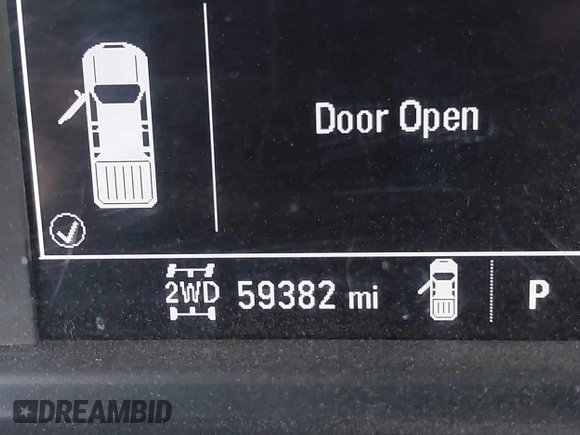 Door Open
2WD 59382 mi P
DREAMBID